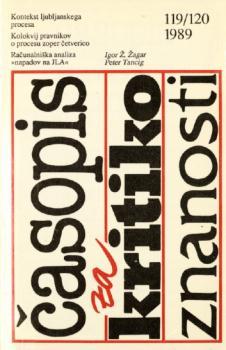 Kontekst ljubljanskega
procesa
Kolokvij pravnikov
o procesu zoper četverico
Računalniška analiza
»napadov na JLA«
Igor Ž. Žagar
Peter Tancig
119/120
1989
časopis
za
kritiko
znanosti